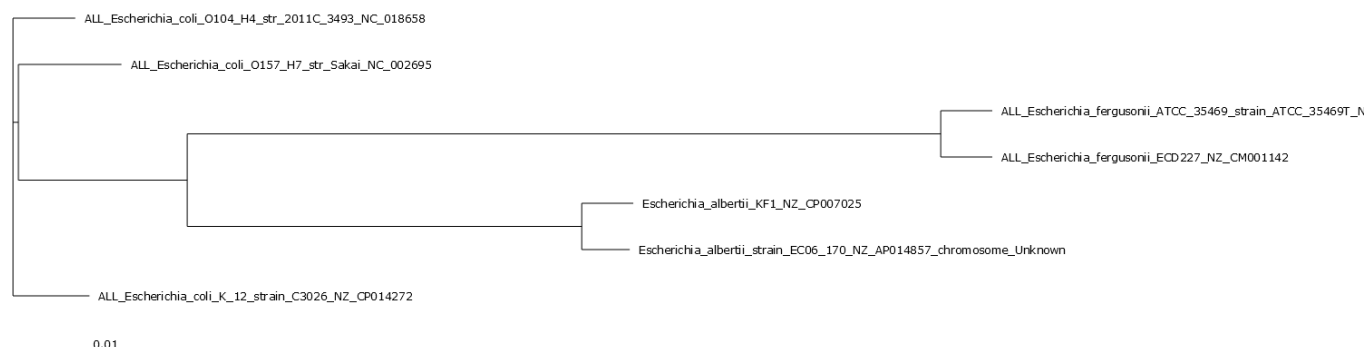 ALL_Escherichia_coli_O104_H4_str_2011C_3493_NC_018658
ALL_Escherichia_coli_O157_H7_str_Sakai_NC_002695
ALL_Escherichia_fergusonii_ATCC_35469_strain_ATCC_35469T_N
ALL_Escherichia_fergusonii_ECD227_NZ_CM001142
Escherichia_albertii_KF1_NZ_CP007025
Escherichia_albertii_strain_EC06_170_NZ_AP014857_chromosome_Unknown
ALL_Escherichia_coli_K_12_strain_C3026_NZ_CP014272
0.01